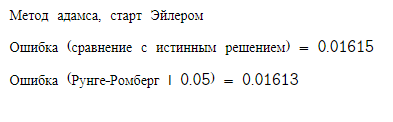 Метод адамса, старт Эйлером
Ошибка (сравнение с истинным решением) = 0.01615
Ошибка (Рунге-Ромберг | 0.05) = 0.01613